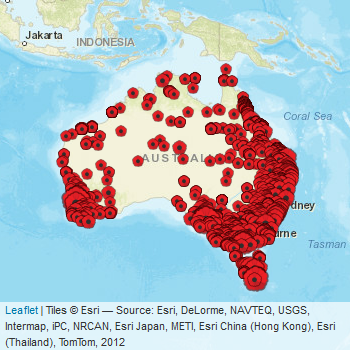 Jakarta
INDONESIA
Coral Sea
AUSTRAL
dney
urne
Tasman
Leaflet | Tiles © Esri — Source: Esri, DeLorme, NAVTEQ, USGS,
Intermap, iPC, NRCAN, Esri Japan, METI, Esri China (Hong Kong), Esri
(Thailand), TomTom, 2012